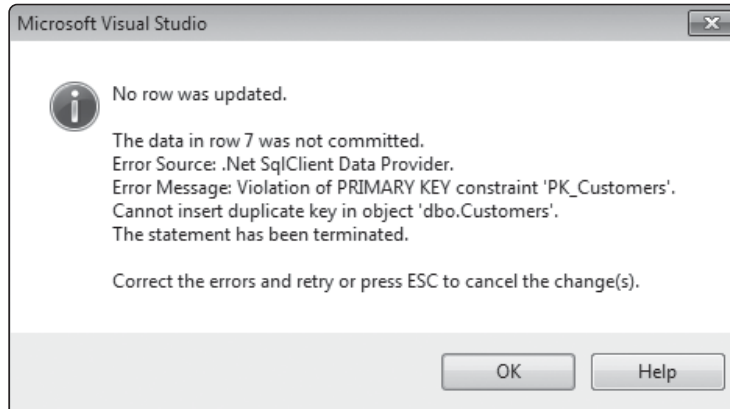 Microsoft Visual Studio
No row was updated.
The data in row 7 was not committed.
Error Source: .Net SqlClient Data Provider.
Error Message: Violation of PRIMARY KEY constraint 'PK_Customers'.
Cannot insert duplicate key in object 'dbo.Customers'.
The statement has been terminated.
Correct the errors and retry or press ESC to cancel the change(s).
OK
Help